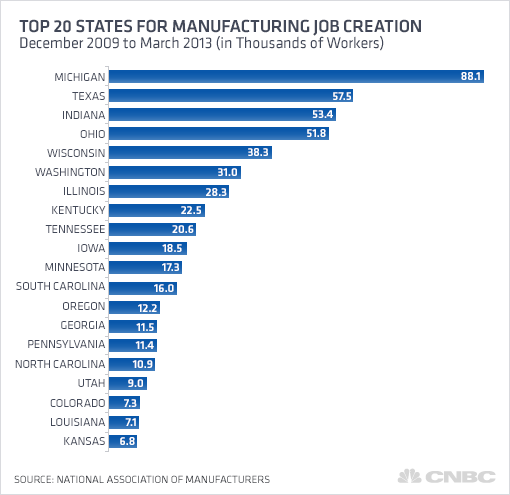 TOP 20 STATES FOR MANUFACTURING JOB CREATION
December 2009 to March 2013 (in Thousands of Workers)
MICHIGAN 88.1
TEXAS 57.5
INDIANA 53.4
OHIO 51.8
WISCONSIN 38.3
WASHINGTON 31.0
ILLINOIS 28.3
KENTUCKY 22.5
TENNESSEE 20.6
IOWA 18.5
MINNESOTA 17.3
SOUTH CAROLINA 16.0
OREGON 12.2
GEORGIA 11.5
PENNSYLVANIA 11.4
NORTH CAROLINA 10.9
UTAH 9.0
COLORADO 7.3
LOUISIANA 7.1
KANSAS 6.8
SOURCE: NATIONAL ASSOCIATION OF MANUFACTURERS
CNBC